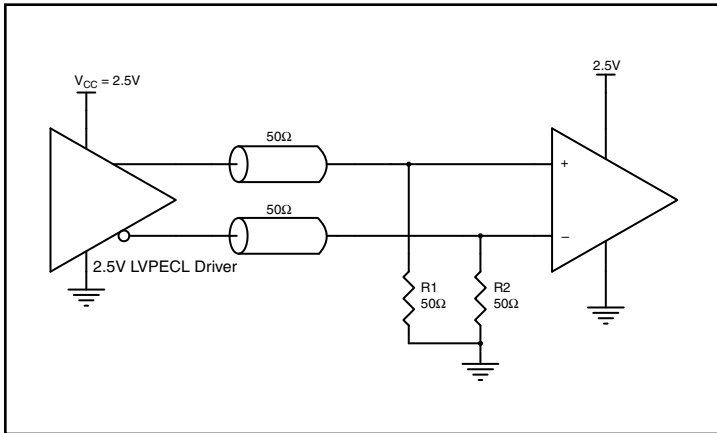 V_CC = 2.5V
2.5V
50Ω
+
50Ω
–
2.5V LVPECL Driver
R1
50Ω
R2
50Ω